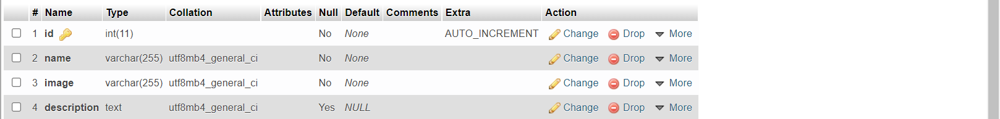 # Name Type Collation Attributes Null Default Comments Extra Action
1 id int(11) No None AUTO_INCREMENT Change Drop More
2 name varchar(255) utf8mb4_general_ci No None Change Drop More
3 image varchar(255) utf8mb4_general_ci No None Change Drop More
4 description text utf8mb4_general_ci Yes NULL Change Drop More